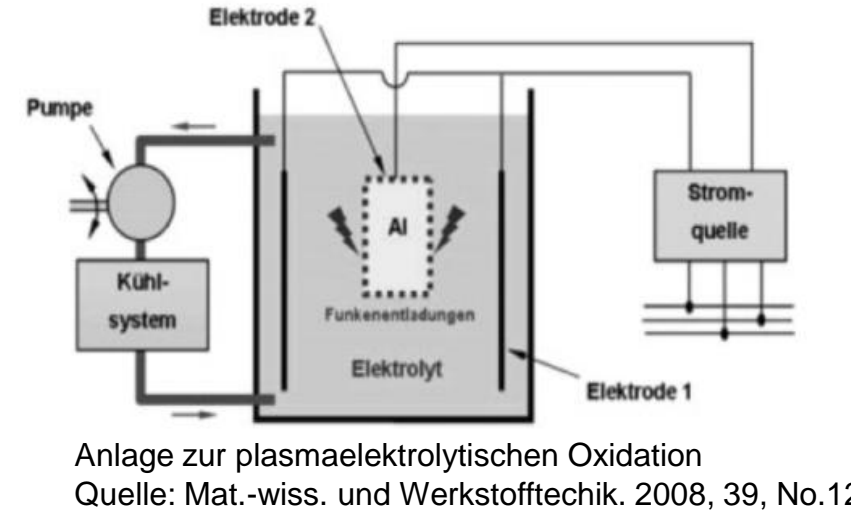 Elektrode 2
Pumpe
Strom-
quelle
Al
Kühl-
system
Funkenentladungen
Elektrolyt
Elektrode 1
Anlage zur plasmaelektrolytischen Oxidation
Quelle: Mat.-wiss. und Werkstofftechik. 2008, 39, No.12